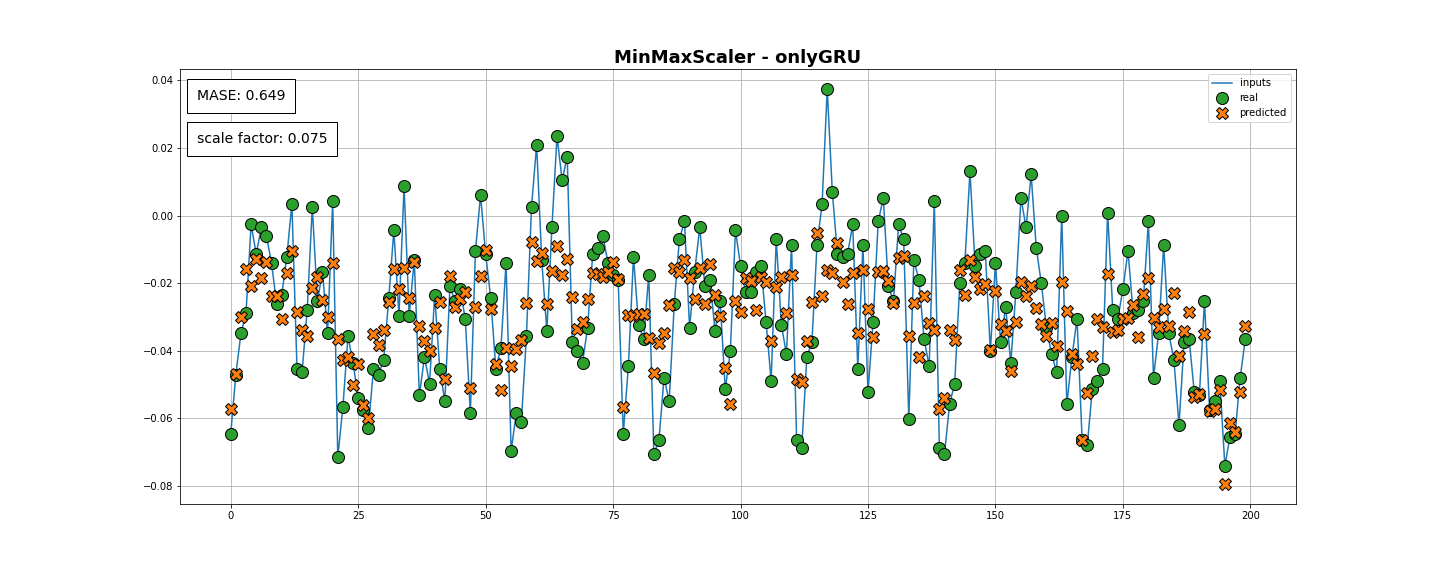 MinMaxScaler - onlyGRU
MASE: 0.649
scale factor: 0.075
inputs
real
predicted
0.04
0.02
0.00
−0.02
−0.04
−0.06
−0.08
0 25 50 75 100 125 150 175 200